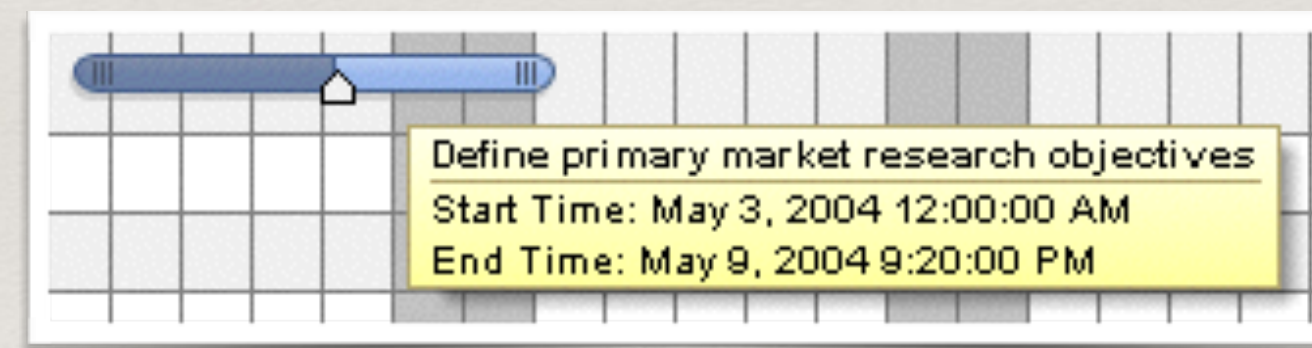 Define primary market research objectives
Start Time: May 3, 2004 12:00:00 AM
End Time: May 9, 2004 9:20:00 PM